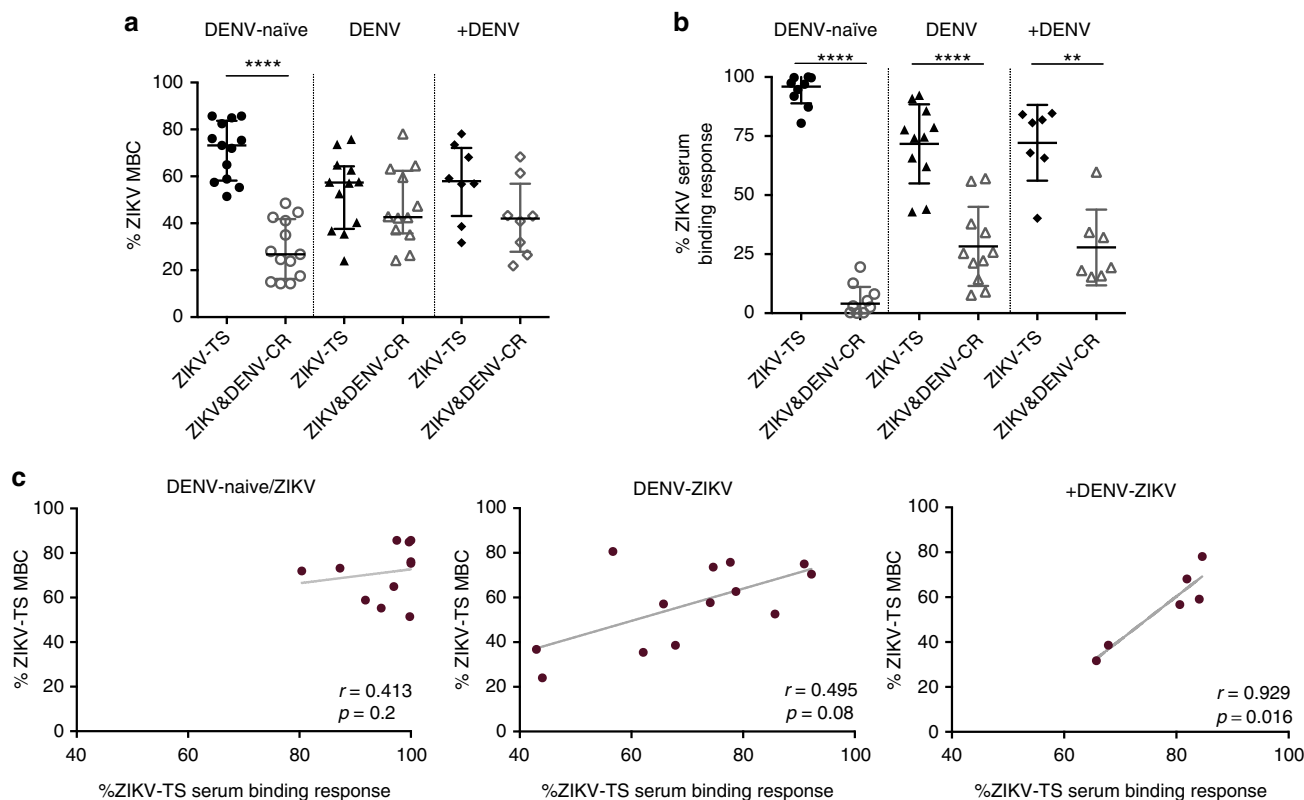 a
DENV-naïve DENV +DENV
****
% ZIKV MBC
100
80
60
40
20
0
ZIKV-TS
ZIKV&DENV-CR
ZIKV-TS
ZIKV&DENV-CR
ZIKV-TS
ZIKV&DENV-CR
b
DENV-naïve DENV +DENV
**** **** **
% ZIKV serum
binding response
100
75
50
25
0
ZIKV-TS
ZIKV&DENV-CR
ZIKV-TS
ZIKV&DENV-CR
ZIKV-TS
ZIKV&DENV-CR
c
DENV-naive/ZIKV
% ZIKV-TS MBC
100
80
60
40
20
0
r = 0.413
p = 0.2
40 60 80 100
%ZIKV-TS serum binding response
DENV-ZIKV
% ZIKV-TS MBC
100
80
60
40
20
0
r = 0.495
p = 0.08
40 60 80 100
%ZIKV-TS serum binding response
+DENV-ZIKV
% ZIKV-TS MBC
100
80
60
40
20
0
r = 0.929
p = 0.016
40 60 80 100
%ZIKV-TS serum binding response